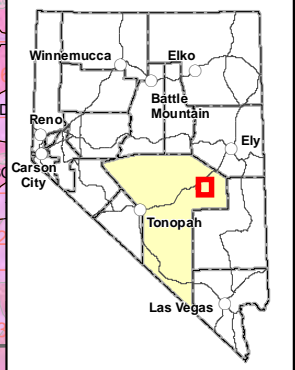 Winnemucca
Elko
Battle
Mountain
Reno
Ely
Carson
City
Tonopah
Las Vegas